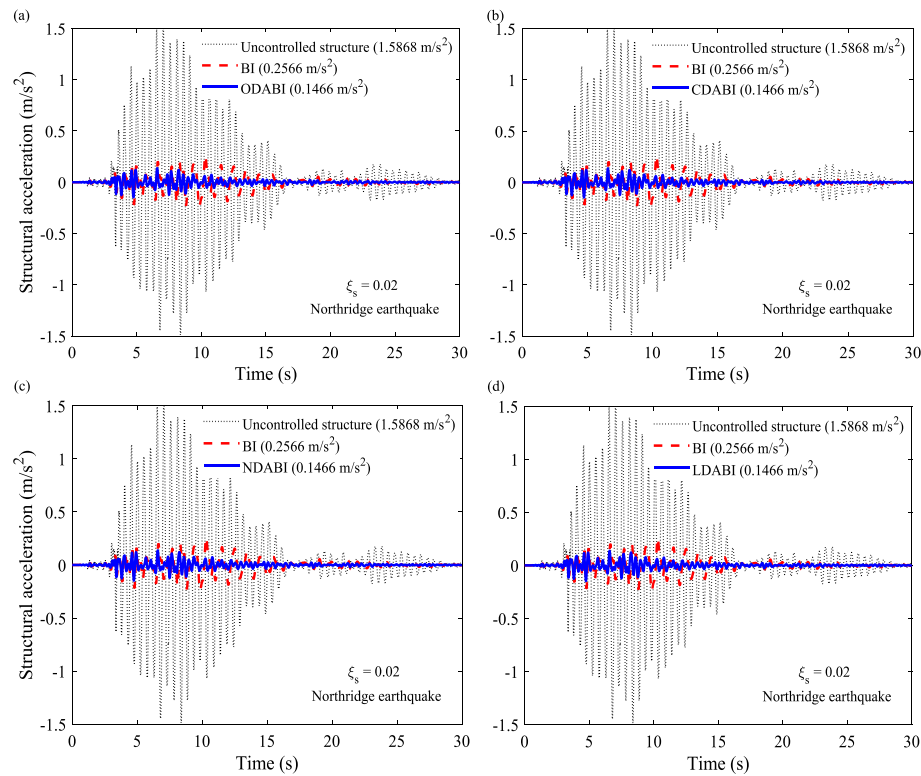 (a)
1.5
1
0.5
0
-0.5
-1
-1.5
Structural acceleration (m/s²)
Uncontrolled structure (1.5868 m/s²)
BI (0.2566 m/s²)
ODABI (0.1466 m/s²)
ξs = 0.02
Northridge earthquake
0 5 10 15 20 25 30
Time (s)
(b)
1.5
1
0.5
0
-0.5
-1
-1.5
Uncontrolled structure (1.5868 m/s²)
BI (0.2566 m/s²)
CDABI (0.1466 m/s²)
ξs = 0.02
Northridge earthquake
0 5 10 15 20 25 30
Time (s)
(c)
1.5
1
0.5
0
-0.5
-1
-1.5
Structural acceleration (m/s²)
Uncontrolled structure (1.5868 m/s²)
BI (0.2566 m/s²)
NDABI (0.1466 m/s²)
ξs = 0.02
Northridge earthquake
0 5 10 15 20 25 30
Time (s)
(d)
1.5
1
0.5
0
-0.5
-1
-1.5
Uncontrolled structure (1.5868 m/s²)
BI (0.2566 m/s²)
LDABI (0.1466 m/s²)
ξs = 0.02
Northridge earthquake
0 5 10 15 20 25 30
Time (s)